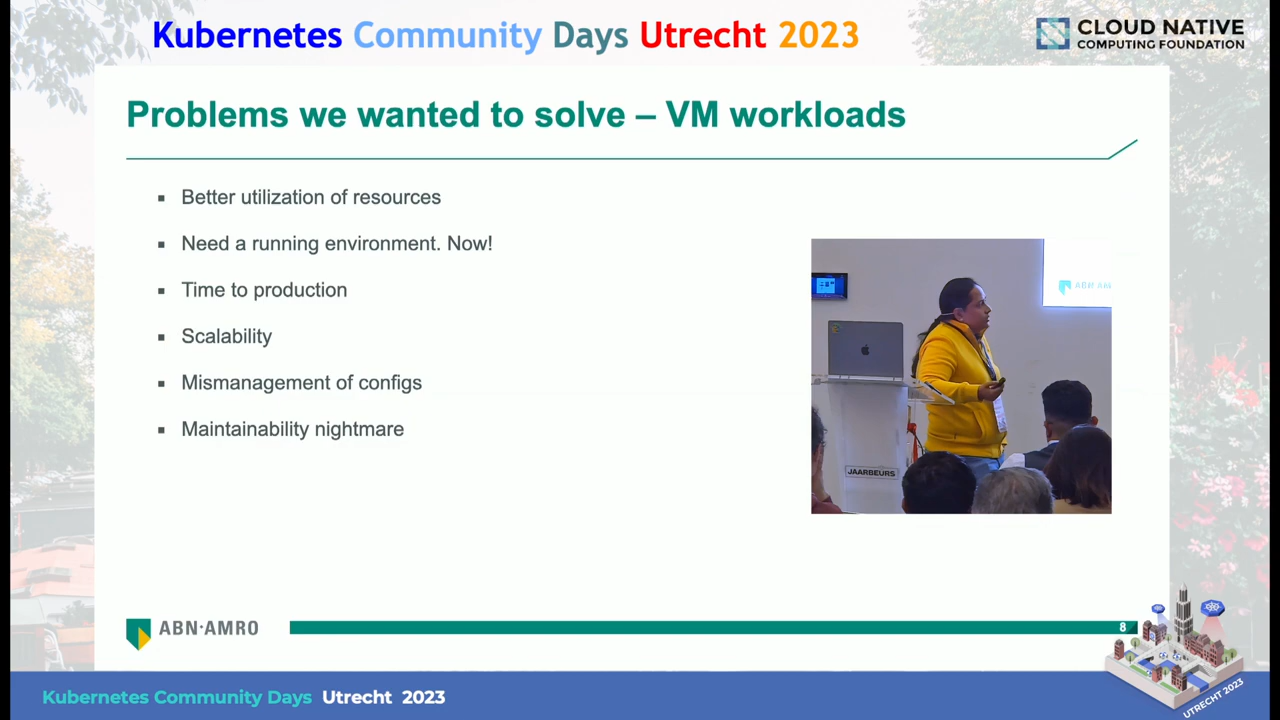 Kubernetes Community Days Utrecht 2023
CLOUD NATIVE
COMPUTING FOUNDATION
Problems we wanted to solve – VM workloads
▪ Better utilization of resources
▪ Need a running environment. Now!
▪ Time to production
▪ Scalability
▪ Mismanagement of configs
▪ Maintainability nightmare
ABN AM
JAARBEURS
ABN·AMRO
8
Kubernetes Community Days Utrecht 2023
UTRECHT 2023